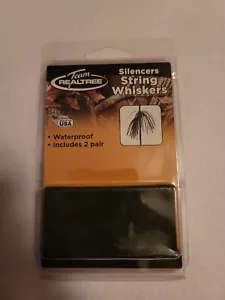 Team
REALTREE
Silencers
String
Whiskers
USA
• Waterproof
• Includes 2 pair